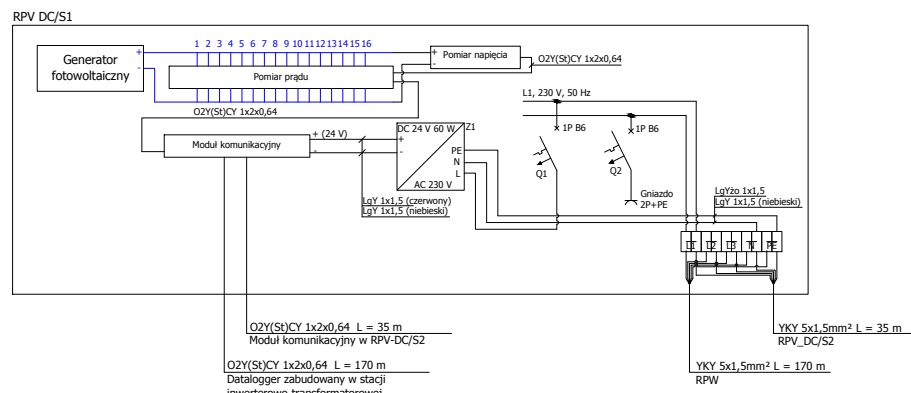 RPV DC/S1
Generator
fotowoltaiczny
+
-
1 2 3 4 5 6 7 8 9 10 11 12 13 14 15 16
Pomiar prądu
+
-
Pomiar napięcia
O2Y(St)CY 1x2x0,64
O2Y(St)CY 1x2x0,64
Moduł komunikacyjny
+ (24 V)
-
+
-
DC 24 V 60 W
Z1
PE
N
L
AC 230 V
LgY 1x1,5 (czerwony)
LgY 1x1,5 (niebieski)
L1, 230 V, 50 Hz
1P B6
Q1
1P B6
Q2
Gniazdo
2P+PE
LgYżo 1x1,5
LgY 1x1,5 (niebieski)
L1 L2 L3 N PE
O2Y(St)CY 1x2x0,64 L = 35 m
Moduł komunikacyjny w RPV-DC/S2
O2Y(St)CY 1x2x0,64 L = 170 m
Datalogger zabudowany w stacji
inwertorowo-transformatorowej
YKY 5x1,5mm² L = 35 m
RPV_DC/S2
YKY 5x1,5mm² L = 170 m
RPW